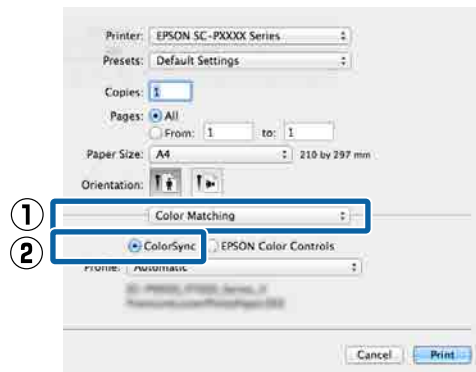 Printer: EPSON SC-PXXXX Series
Presets: Default Settings
Copies: 1
Pages: All
From: 1 to: 1
Paper Size: A4 210 by 297 mm
Orientation:
① Color Matching
② ColorSync EPSON Color Controls
Profile: Automatic
Cancel Print